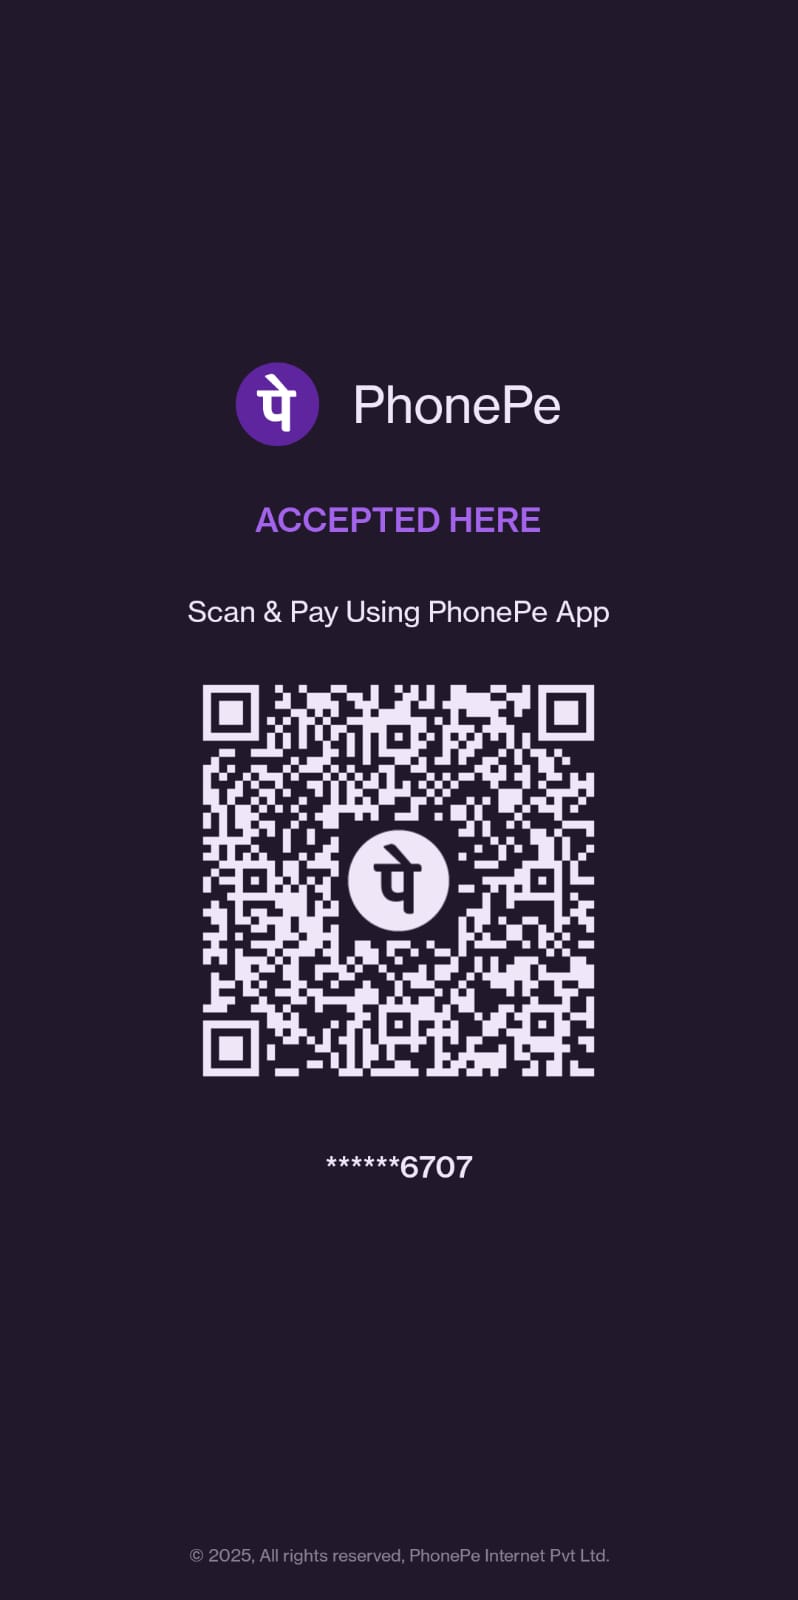 पे PhonePe
ACCEPTED HERE
Scan & Pay Using PhonePe App
पे
******6707
© 2025, All rights reserved, PhonePe Internet Pvt Ltd.